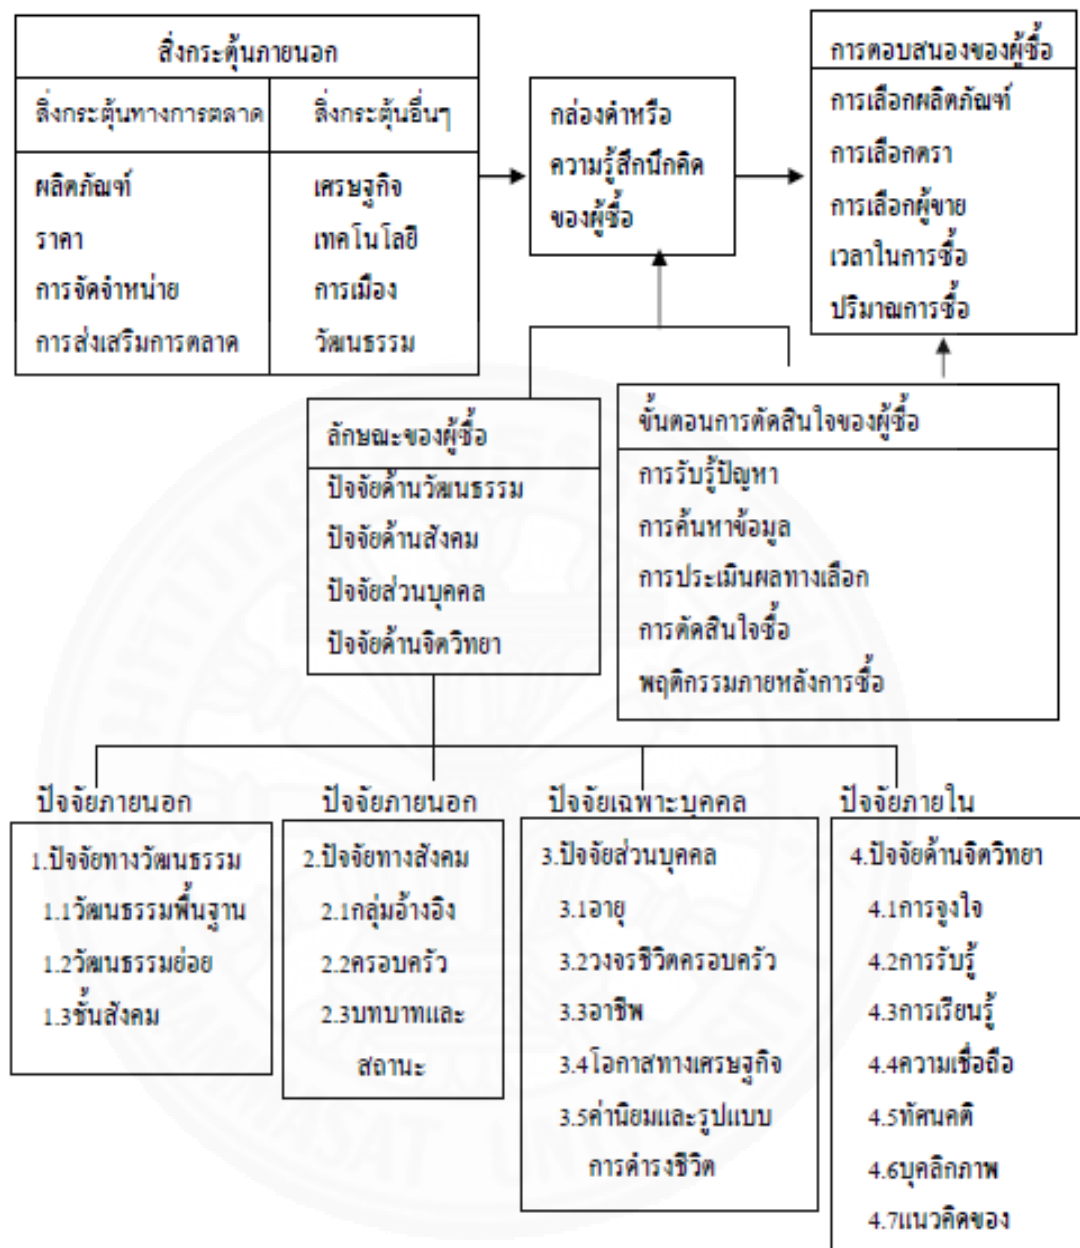 สิ่งกระตุ้นภายนอก
สิ่งกระตุ้นทางการตลาด
สิ่งกระตุ้นอื่นๆ
ผลิตภัณฑ์
ราคา
การจัดจำหน่าย
การส่งเสริมการตลาด
เศรษฐกิจ
เทคโนโลยี
การเมือง
วัฒนธรรม
กล่องดำหรือ
ความรู้สึกนึกคิด
ของผู้ซื้อ
การตอบสนองของผู้ซื้อ
การเลือกผลิตภัณฑ์
การเลือกตรา
การเลือกผู้ขาย
เวลาในการซื้อ
ปริมาณการซื้อ
ลักษณะของผู้ซื้อ
ปัจจัยด้านวัฒนธรรม
ปัจจัยด้านสังคม
ปัจจัยส่วนบุคคล
ปัจจัยด้านจิตวิทยา
ขั้นตอนการตัดสินใจของผู้ซื้อ
การรับรู้ปัญหา
การค้นหาข้อมูล
การประเมินผลทางเลือก
การตัดสินใจซื้อ
พฤติกรรมภายหลังการซื้อ
ปัจจัยภายนอก
1.ปัจจัยทางวัฒนธรรม
1.1วัฒนธรรมพื้นฐาน
1.2วัฒนธรรมย่อย
1.3ชั้นสังคม
ปัจจัยภายนอก
2.ปัจจัยทางสังคม
2.1กลุ่มอ้างอิง
2.2ครอบครัว
2.3บทบาทและ
สถานะ
ปัจจัยเฉพาะบุคคล
3.ปัจจัยส่วนบุคคล
3.1อายุ
3.2วงจรชีวิตครอบครัว
3.3อาชีพ
3.4โอกาสทางเศรษฐกิจ
3.5ค่านิยมและรูปแบบ
การดำรงชีวิต
ปัจจัยภายใน
4.ปัจจัยด้านจิตวิทยา
4.1การจูงใจ
4.2การรับรู้
4.3การเรียนรู้
4.4ความเชื่อถือ
4.5ทัศนคติ
4.6บุคลิกภาพ
4.7แนวคิดของ